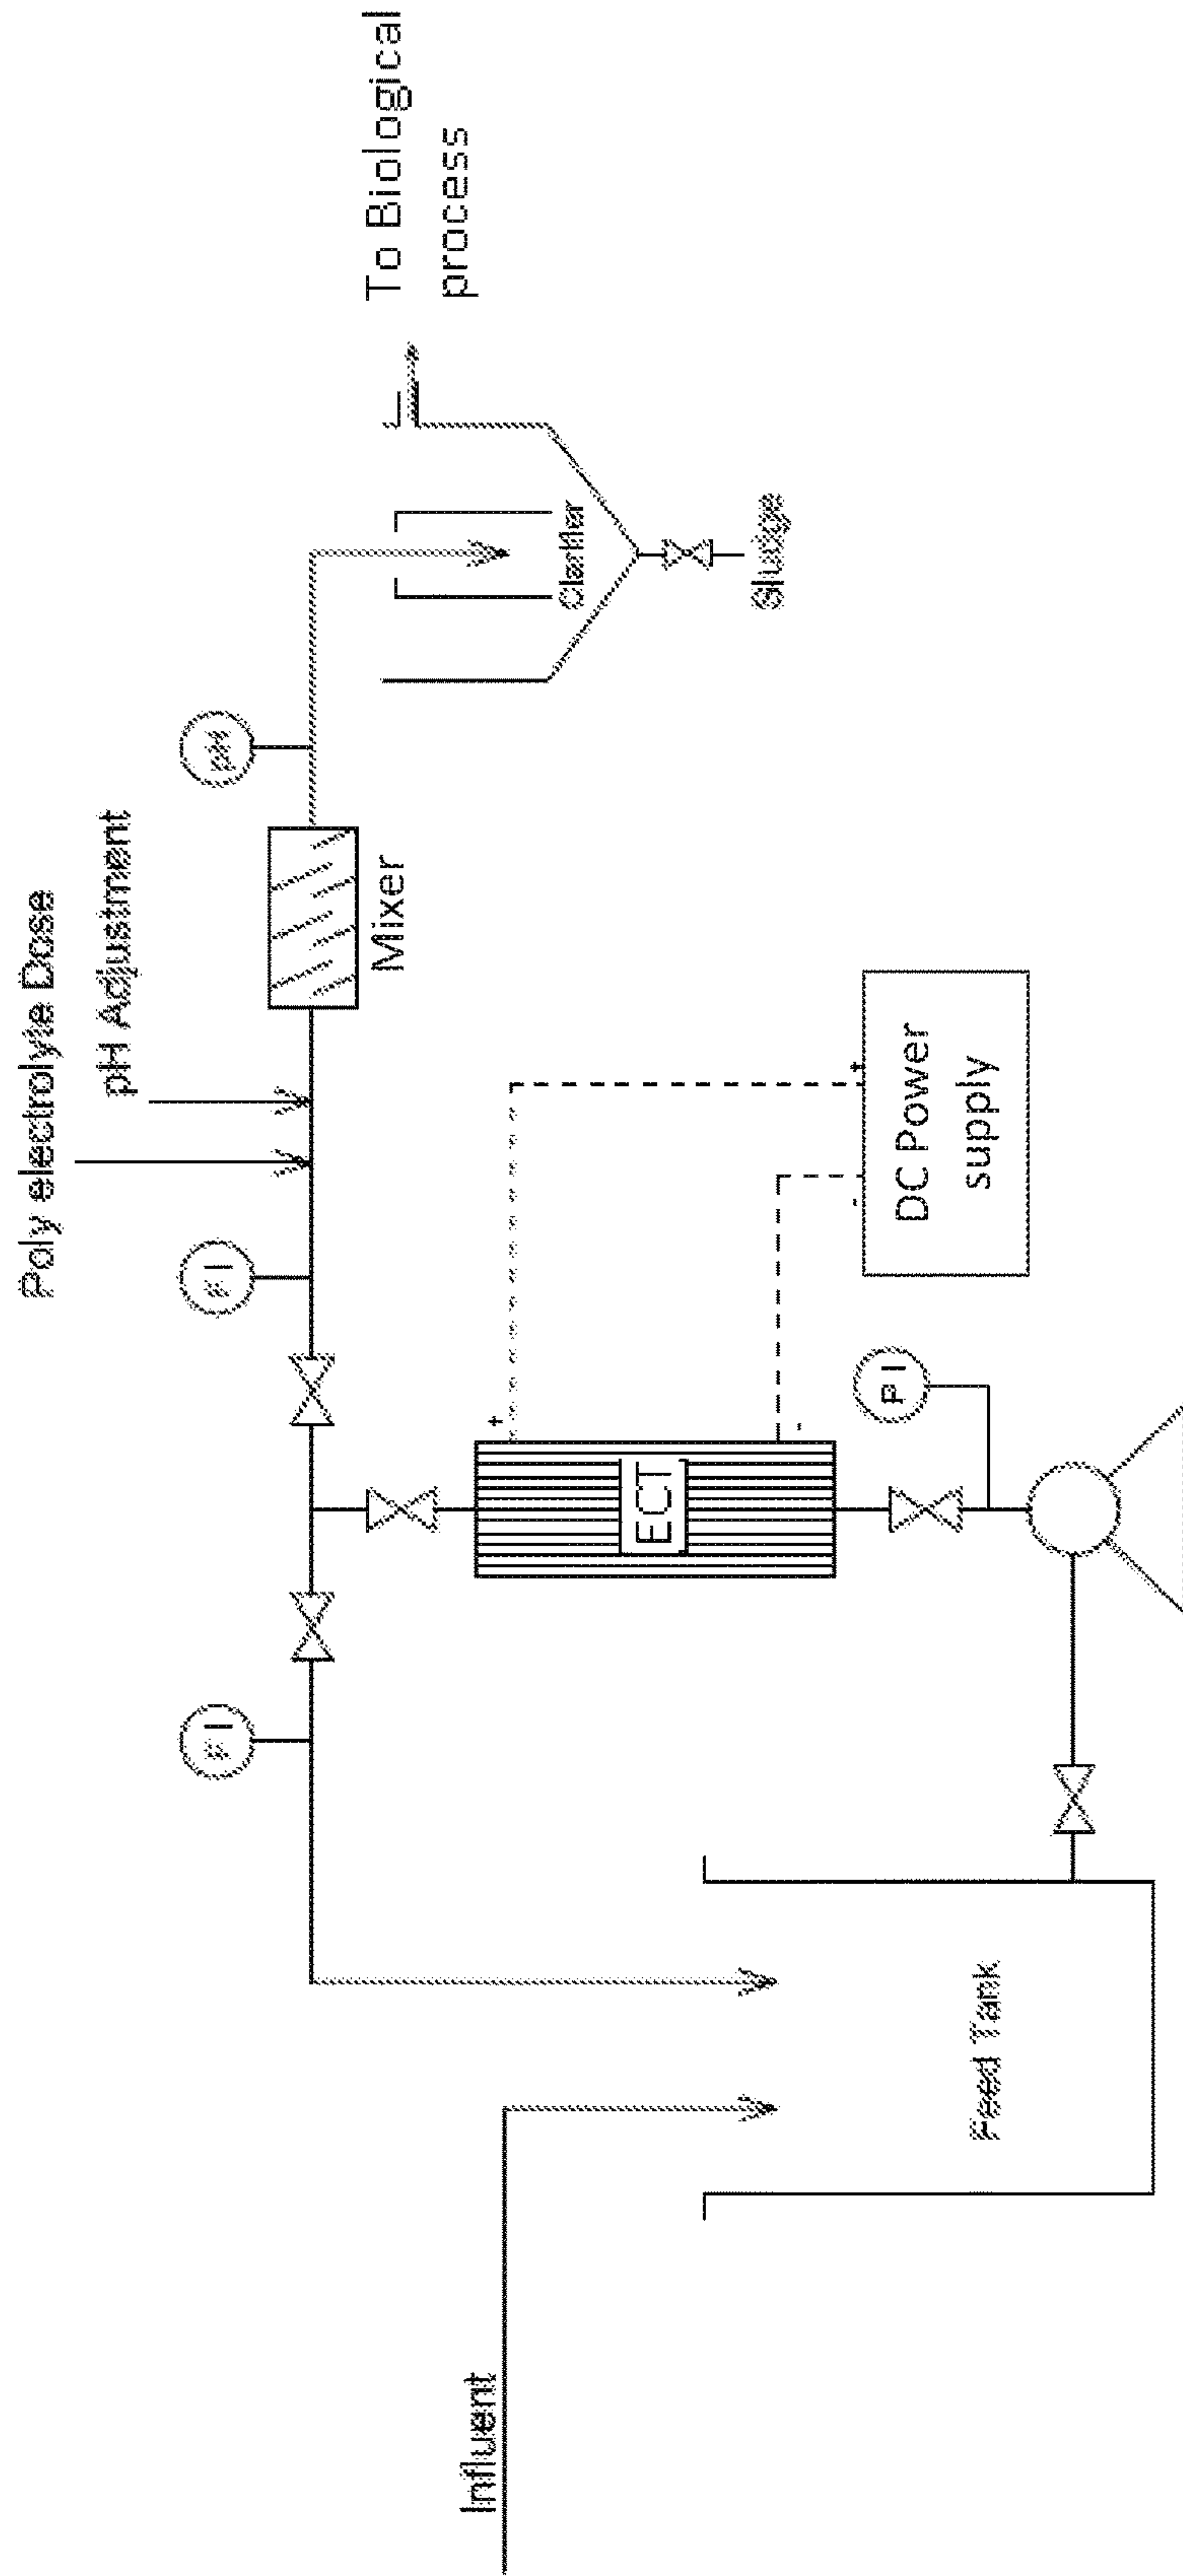 Poly electrolyte Dose
pH Adjustment
To Biological
process
FI
FI
pH
Mixer
Clarifier
Sludge
Influent
+
-
ECT
PI
+
-
DC Power
supply
Feed Tank